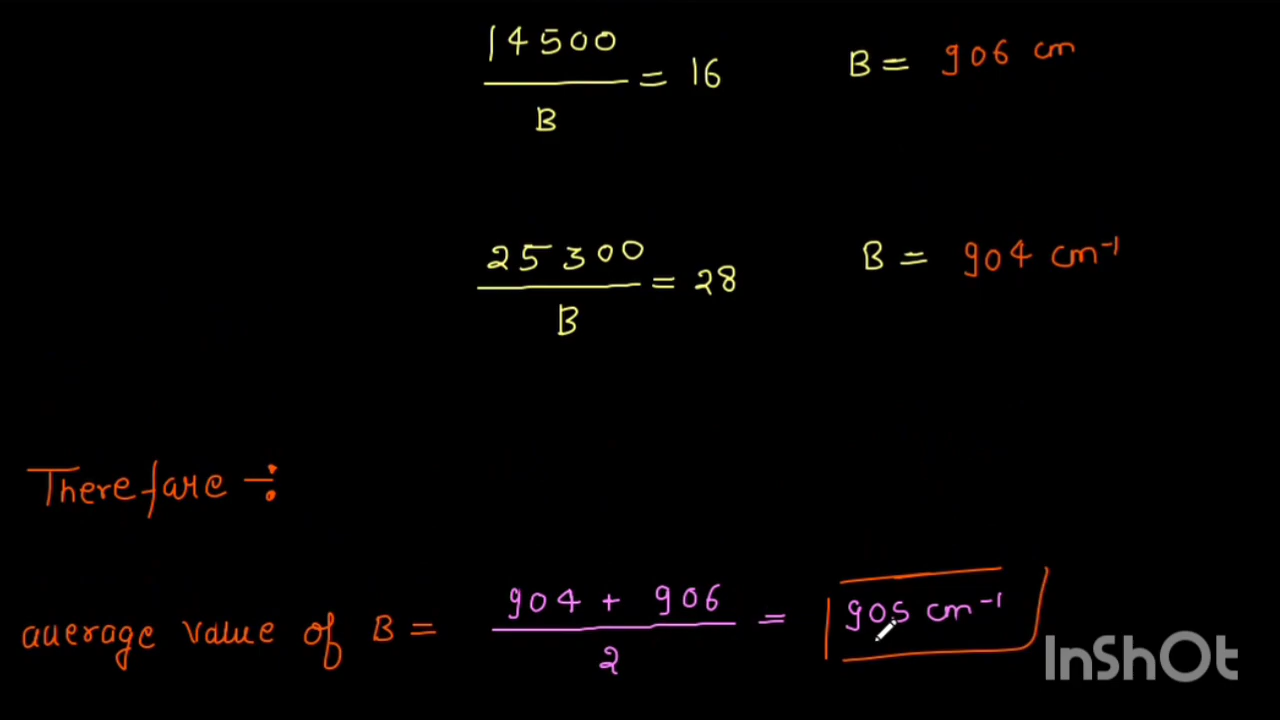 14500
B
= 16
B = 906 cm
25300
B
= 28
B = 904 cm⁻¹
Therefare ÷
average value of B = 904 + 906
2
= 905 cm⁻¹
InShOt